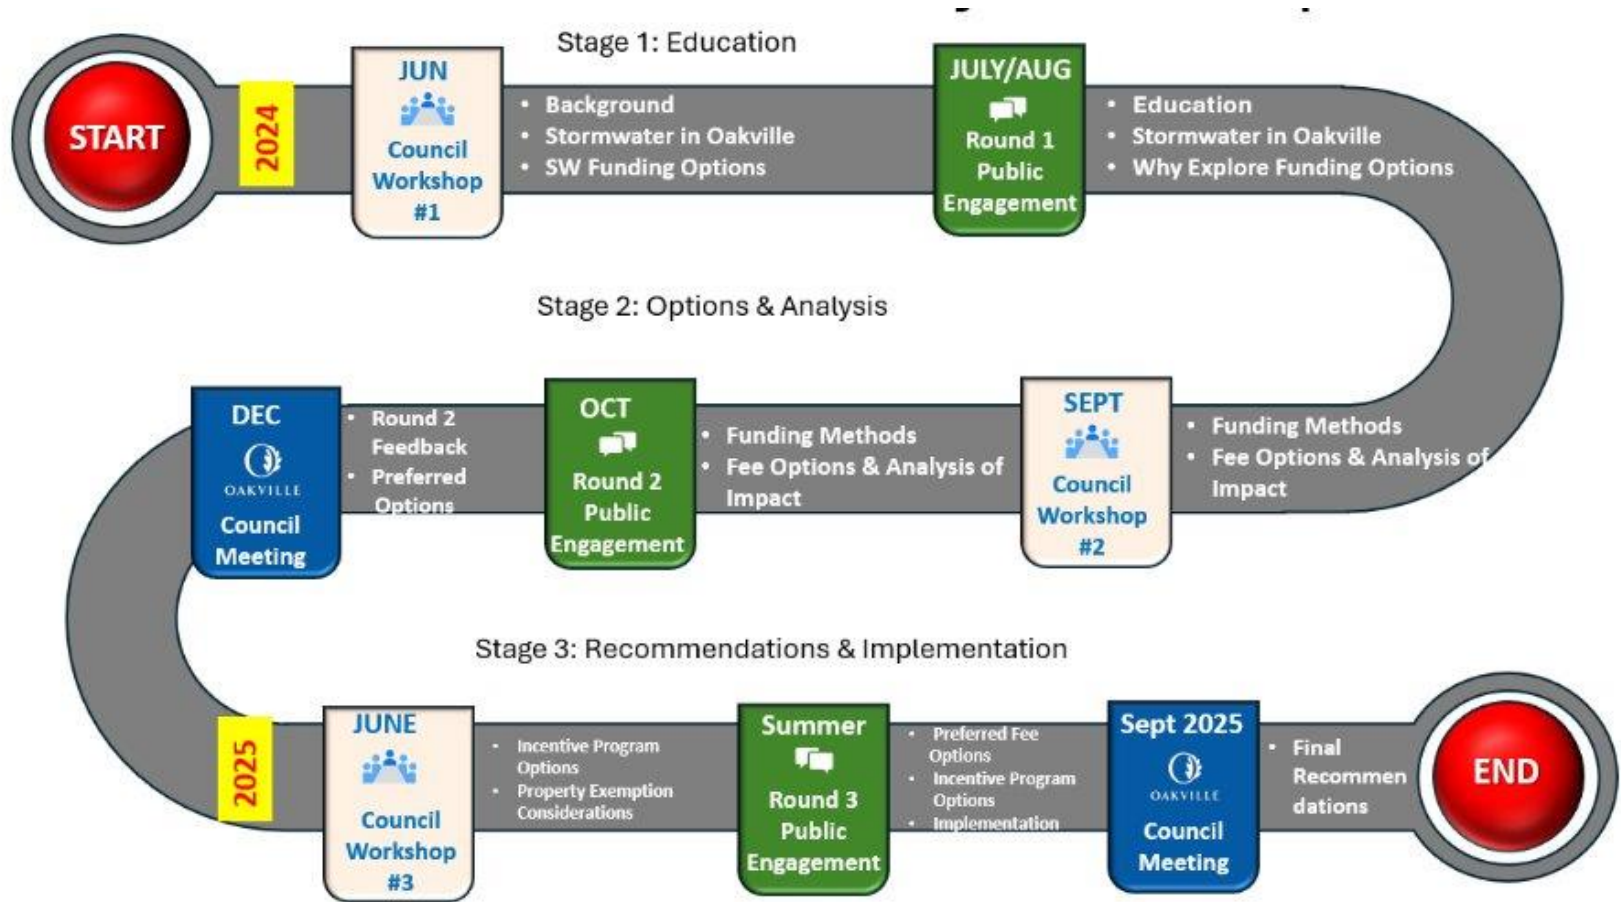 Stage 1: Education
START
2024
JUN
Council
Workshop
#1
• Background
• Stormwater in Oakville
• SW Funding Options
JULY/AUG
Round 1
Public
Engagement
• Education
• Stormwater in Oakville
• Why Explore Funding Options
Stage 2: Options & Analysis
SEPT
Council
Workshop
#2
• Funding Methods
• Fee Options & Analysis of
Impact
OCT
Round 2
Public
Engagement
• Funding Methods
• Fee Options & Analysis of
Impact
DEC
OAKVILLE
Council
Meeting
• Round 2
Feedback
• Preferred
Options
Stage 3: Recommendations & Implementation
2025
JUNE
Council
Workshop
#3
• Incentive Program
Options
• Property Exemption
Considerations
Summer
Round 3
Public
Engagement
• Preferred Fee
Options
• Incentive Program
Options
• Implementation
Sept 2025
OAKVILLE
Council
Meeting
• Final
Recommen
dations
END